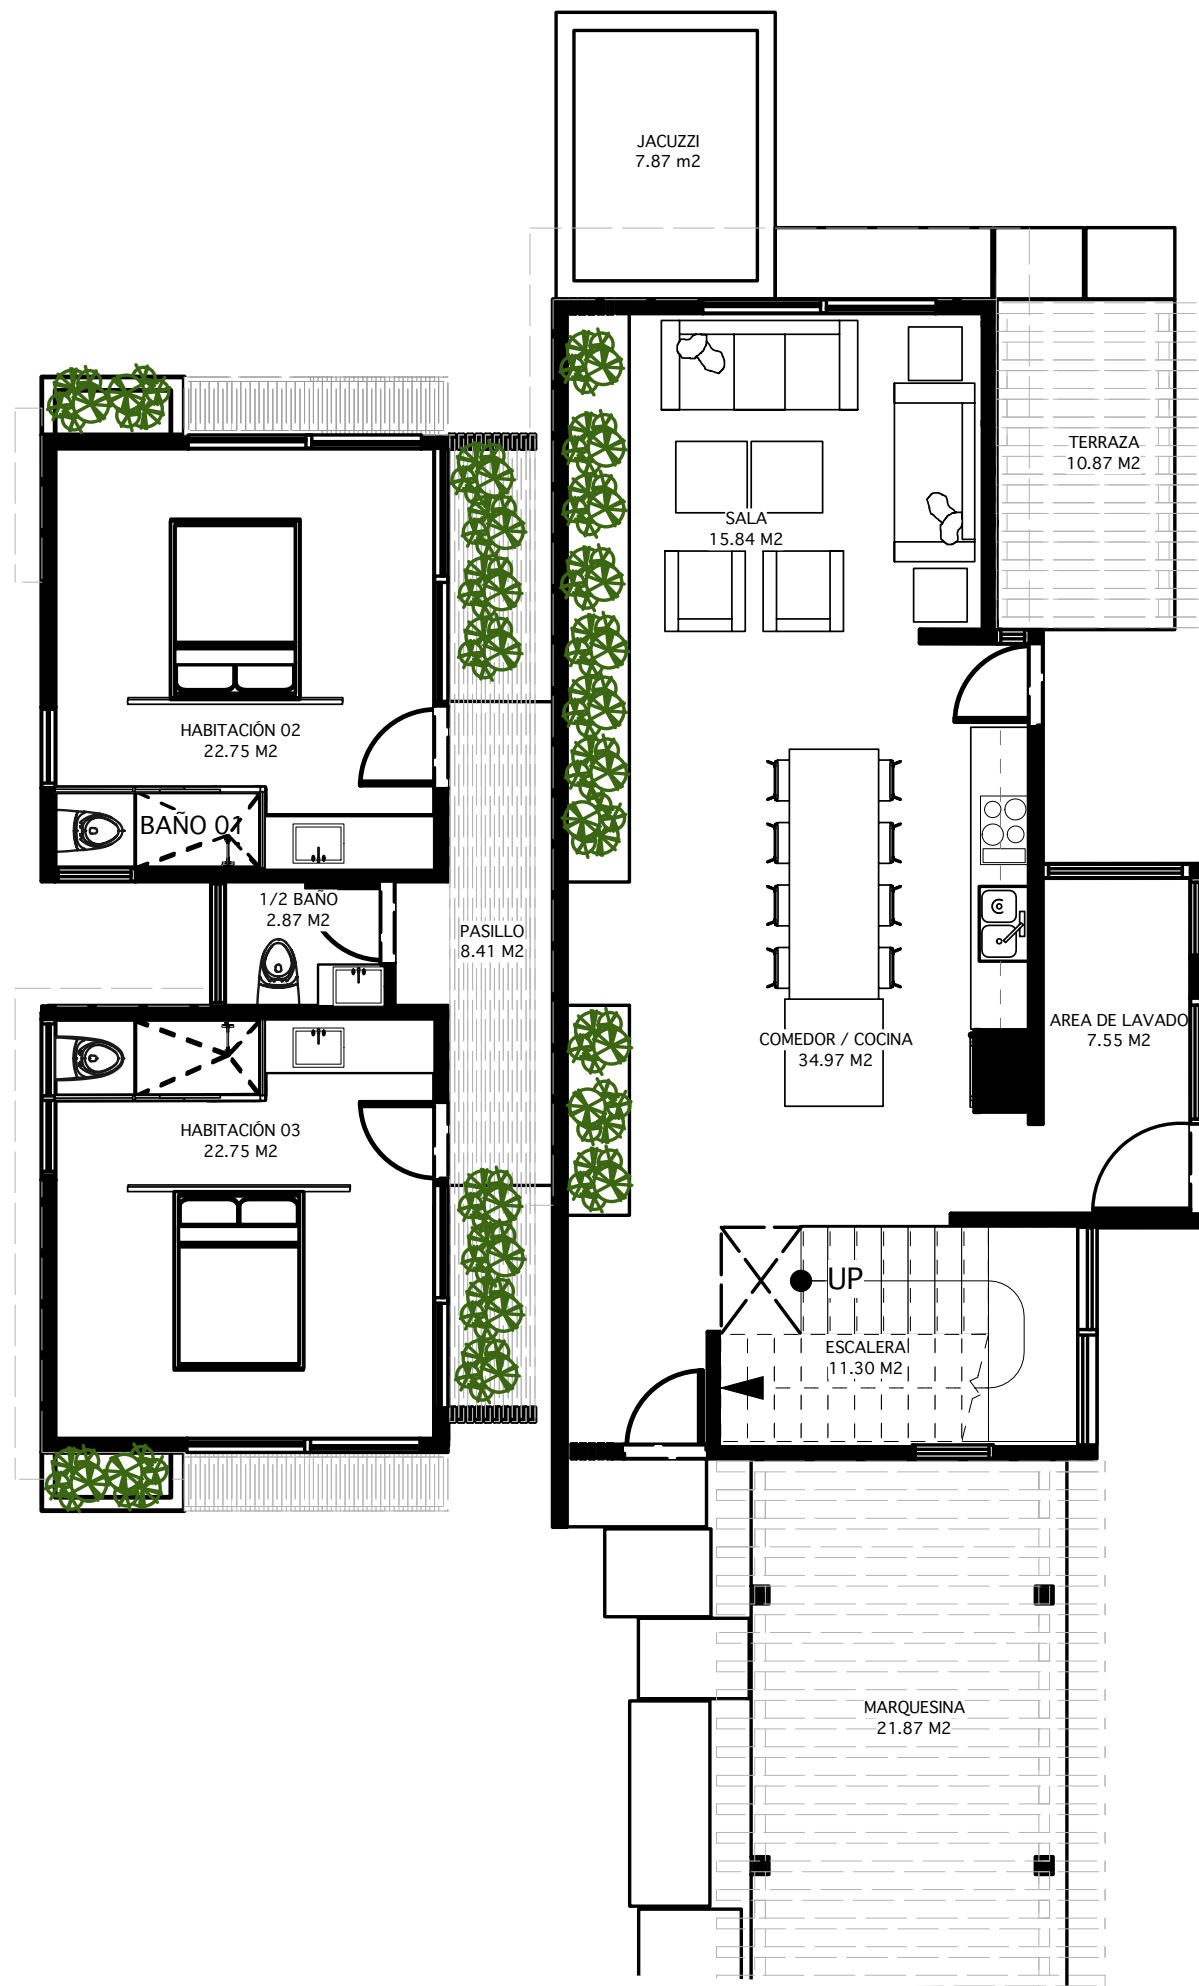 JACUZZI
7.87 m2
TERRAZA
10.87 M2
SALA
15.84 M2
HABITACIÓN 02
22.75 M2
BAÑO 01
1/2 BAÑO
2.87 M2
PASILLO
8.41 M2
COMEDOR / COCINA
34.97 M2
AREA DE LAVADO
7.55 M2
HABITACIÓN 03
22.75 M2
UP
ESCALERA
11.30 M2
MARQUESINA
21.87 M2